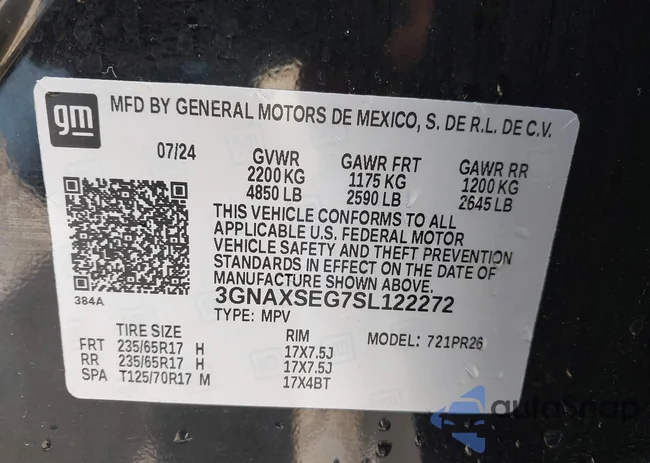 gm
MFD BY GENERAL MOTORS DE MEXICO, S. DE R.L. DE C.V.
07/24 GVWR GAWR FRT GAWR RR
2200 KG 1175 KG 1200 KG
4850 LB 2590 LB 2645 LB
THIS VEHICLE CONFORMS TO ALL
APPLICABLE U.S. FEDERAL MOTOR
VEHICLE SAFETY AND THEFT PREVENTION
STANDARDS IN EFFECT ON THE DATE OF
MANUFACTURE SHOWN ABOVE.
384A
3GNAXSEG7SL122272
TYPE: MPV
TIRE SIZE RIM MODEL: 721PR26
FRT 235/65R17 H 17X7.5J
RR 235/65R17 H 17X7.5J
SPA T125/70R17 M 17X4BT
autoSnap